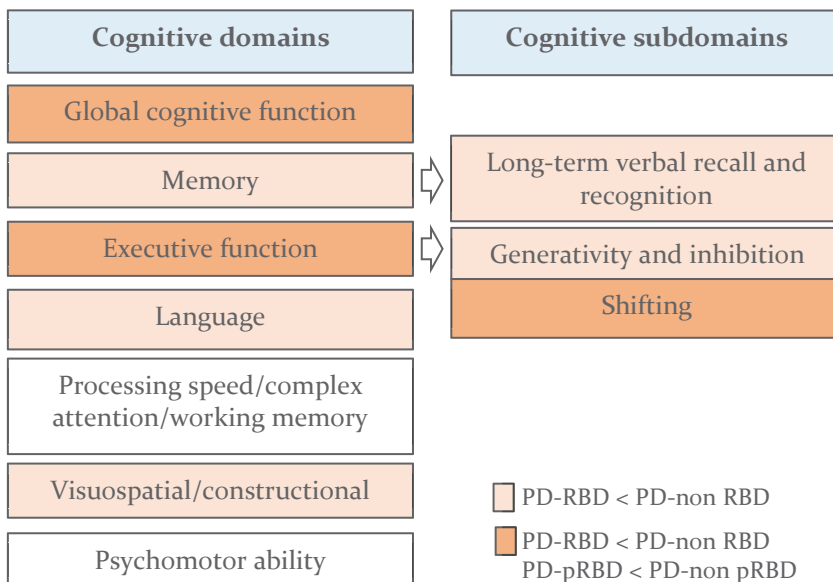 Cognitive domains
Global cognitive function
Memory
Executive function
Language
Processing speed/complex
attention/working memory
Visuospatial/constructional
Psychomotor ability
Cognitive subdomains
Long-term verbal recall and
recognition
Generativity and inhibition
Shifting
PD-RBD < PD-non RBD
PD-RBD < PD-non RBD
PD-pRBD < PD-non pRBD